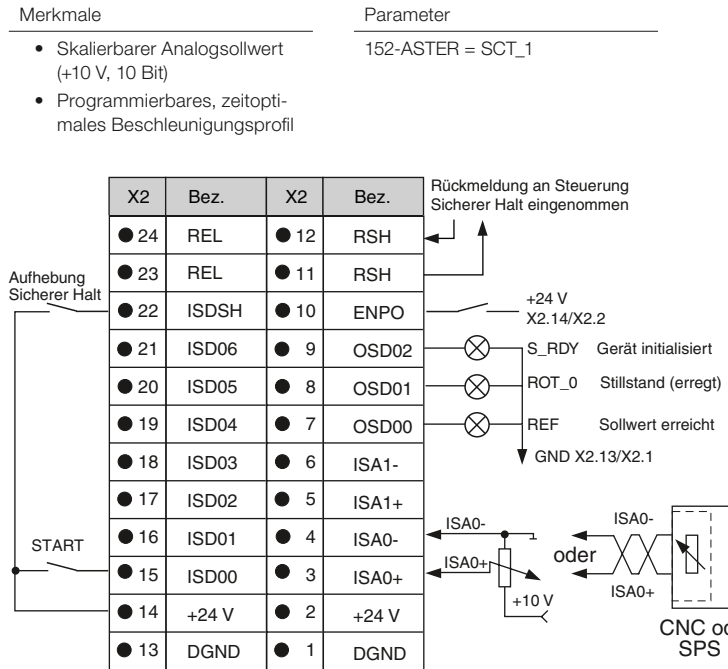 Merkmale
Parameter
• Skalierbarer Analogsollwert
(+10 V, 10 Bit)
• Programmierbares, zeitopti-
males Beschleunigungsprofil
152-ASTER = SCT_1
X2 Bez. X2 Bez.
Rückmeldung an Steuerung
Sicherer Halt eingenommen
24 REL 12 RSH
23 REL 11 RSH
Aufhebung
Sicherer Halt
22 ISDSH 10 ENPO
+24 V
X2.14/X2.2
21 ISD06 9 OSD02 S_RDY Gerät initialisiert
20 ISD05 8 OSD01 ROT_0 Stillstand (erregt)
19 ISD04 7 OSD00 REF Sollwert erreicht
GND X2.13/X2.1
18 ISD03 6 ISA1-
17 ISD02 5 ISA1+
16 ISD01 4 ISA0- ISA0- ISA0-
START
oder
15 ISD00 3 ISA0+ ISA0+ ISA0+
+10 V
14 +24 V 2 +24 V
13 DGND 1 DGND
CNC od
SPS